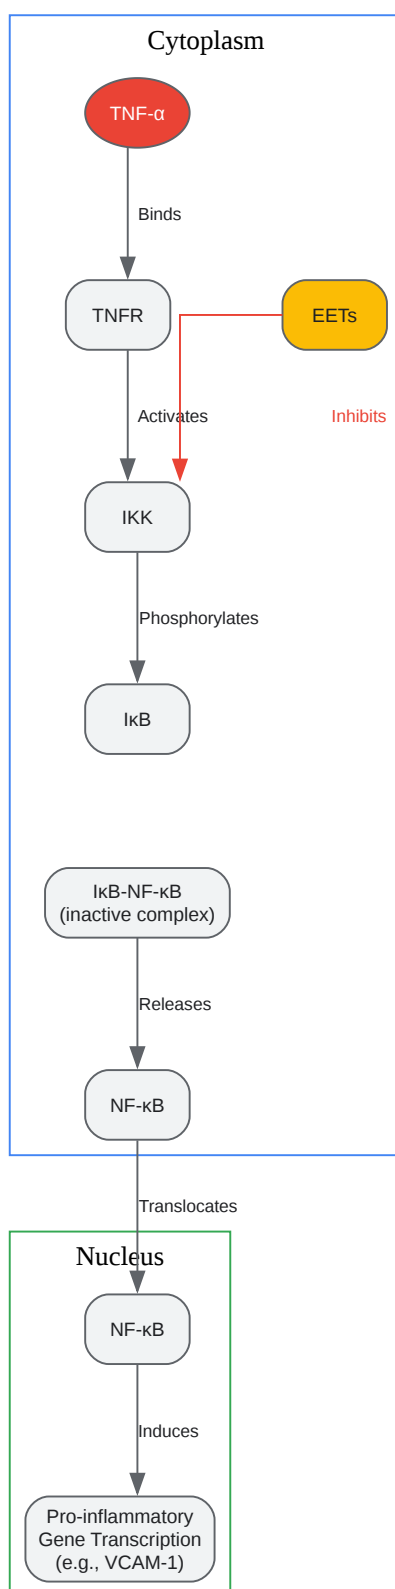 Cytoplasm
TNF-α
Binds
TNFR
EETs
Activates
Inhibits
IKK
Phosphorylates
IκB
IκB-NF-κB
(inactive complex)
Releases
NF-κB
Translocates
Nucleus
NF-κB
Induces
Pro-inflammatory
Gene Transcription
(e.g., VCAM-1)